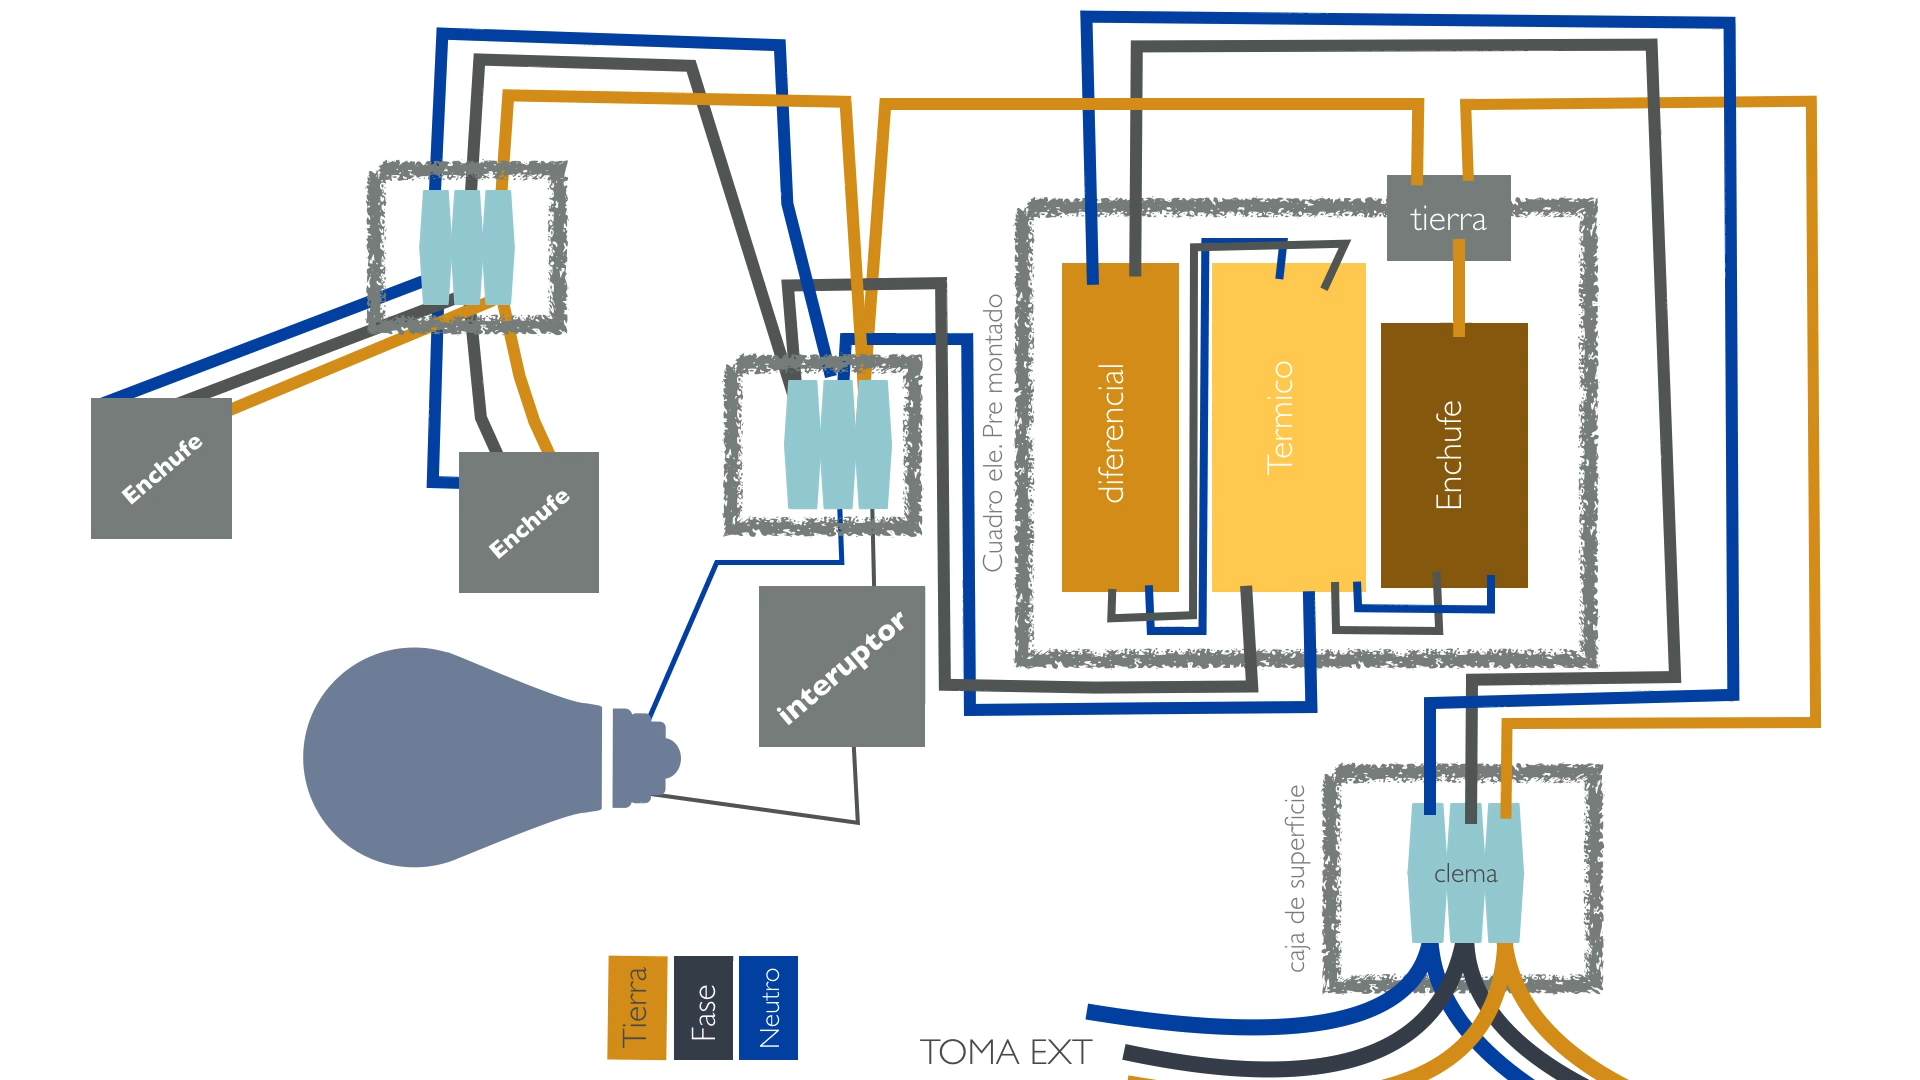 tierra
Cuadro ele. Pre montado
diferencial
Termico
Enchufe
Enchufe
Enchufe
interuptor
caja de superficie
clema
Tierra
Fase
Neutro
TOMA EXT